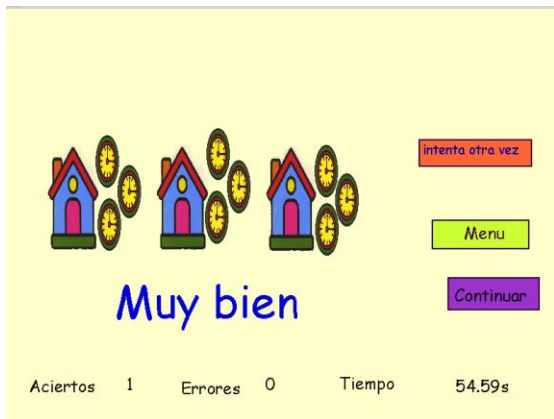 intenta otra vez
Menu
Continuar
Muy bien
Aciertos 1 Errores 0 Tiempo 54.59s